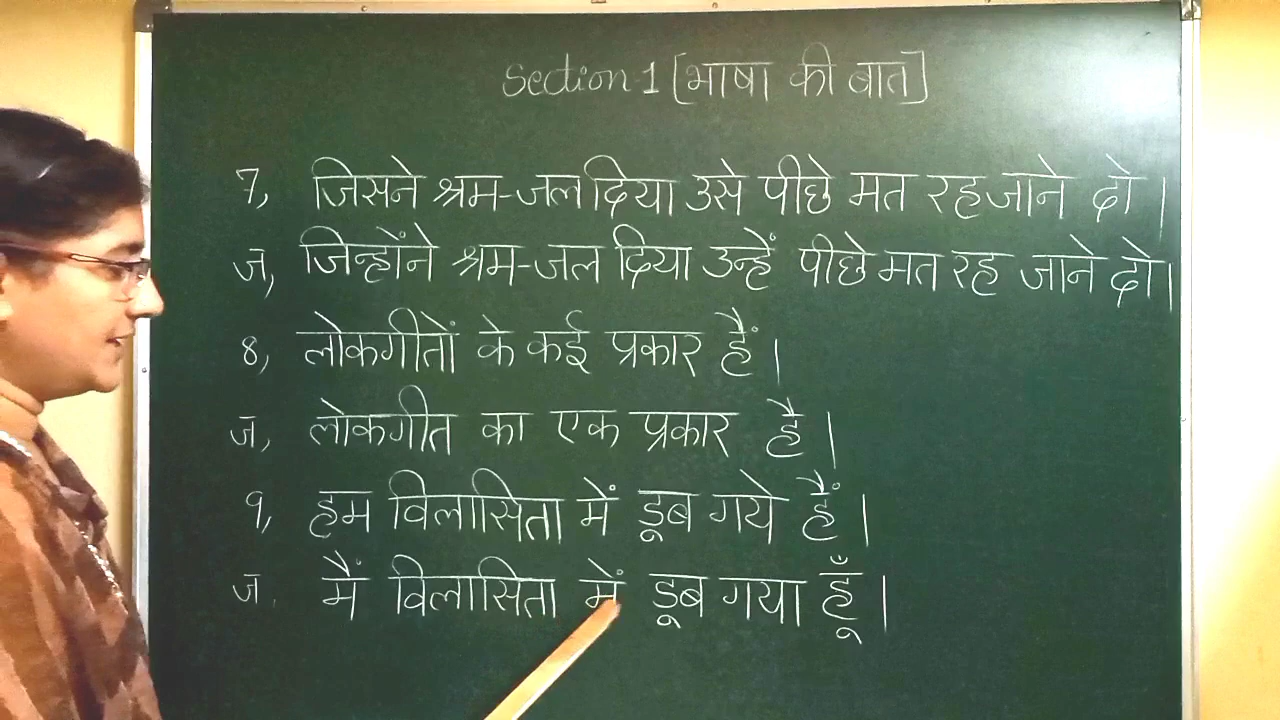 Section 1 [भाषा की बात]
7, जिसने श्रम-जल दिया उसे पीछे मत रह जाने दो।
ज, जिन्होंने श्रम-जल दिया उन्हें पीछे मत रह जाने दो।
8, लोकगीतों के कई प्रकार हैं।
ज, लोकगीत का एक प्रकार है।
9, हम विलासिता में डूब गये हैं।
ज. मैं विलासिता में डूब गया हूँ।